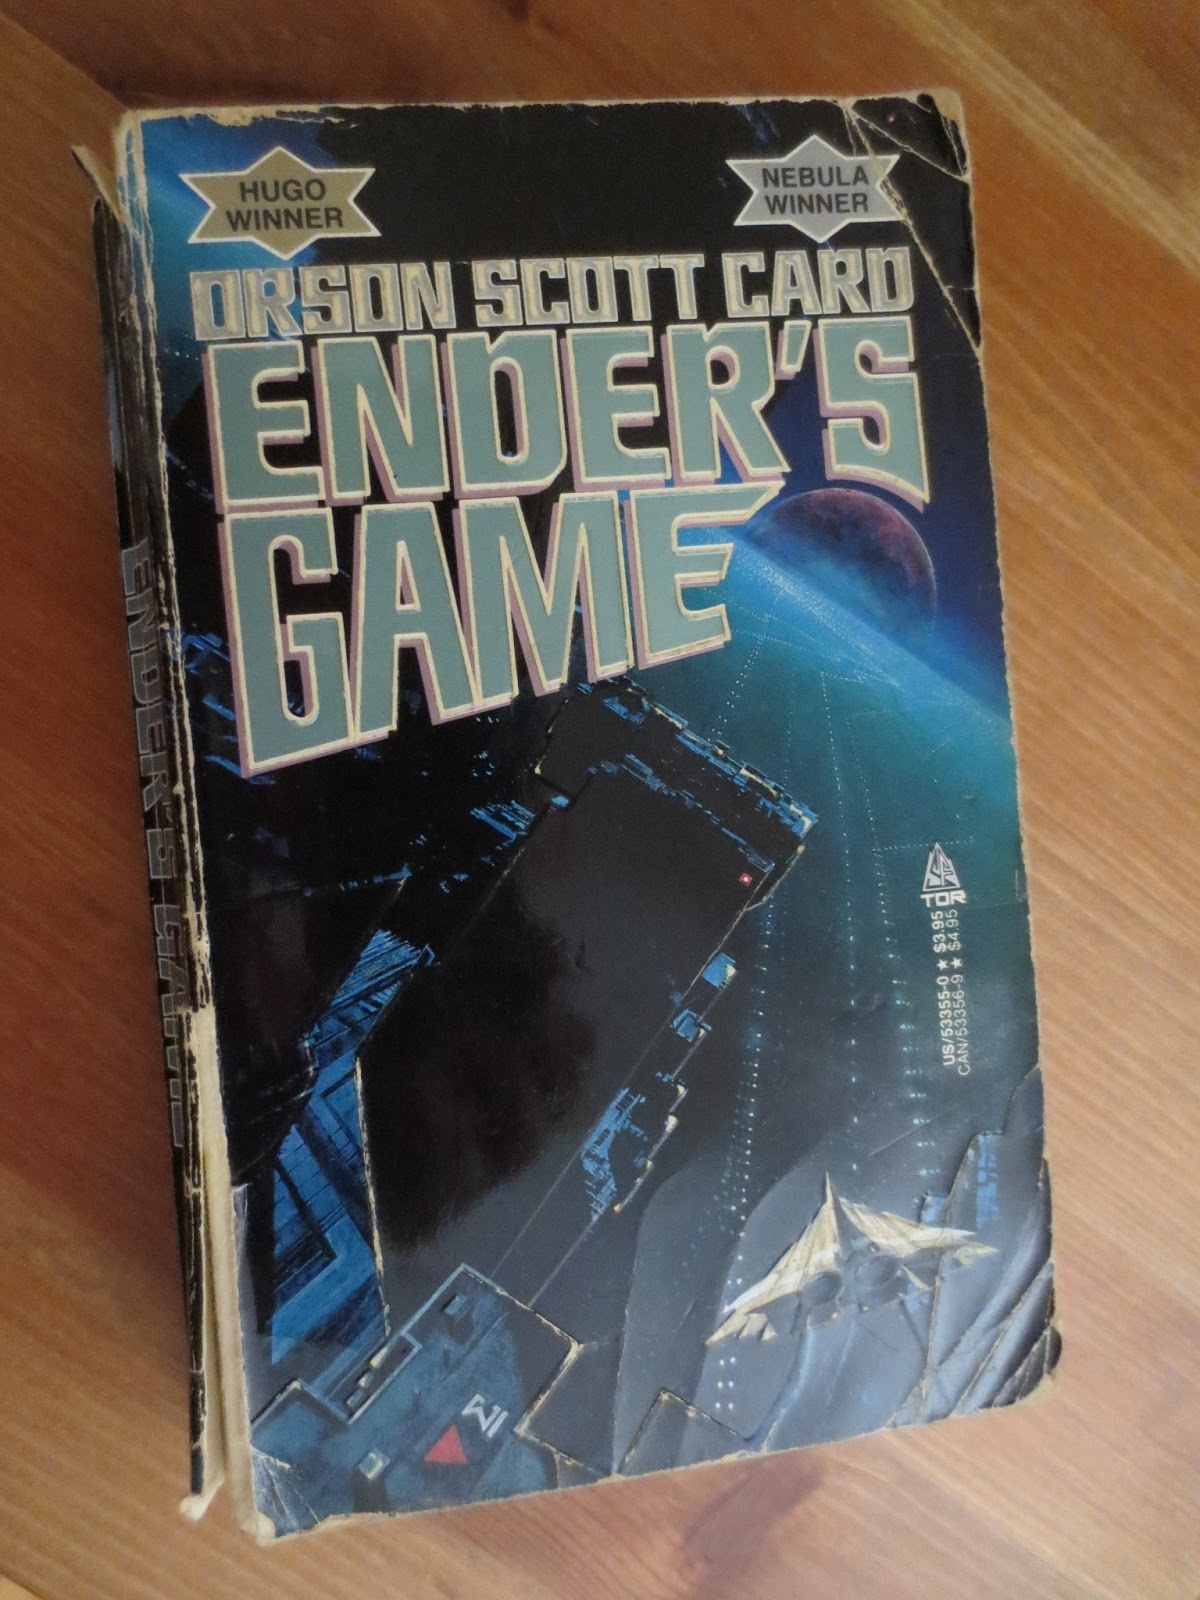 HUGO
WINNER
NEBULA
WINNER
ORSON SCOTT CARD
ENDER'S
GAME
TOR
US/53355-0 ★ $3.95
CAN/53356-9 ★ $4.95
ENDER'S GAME